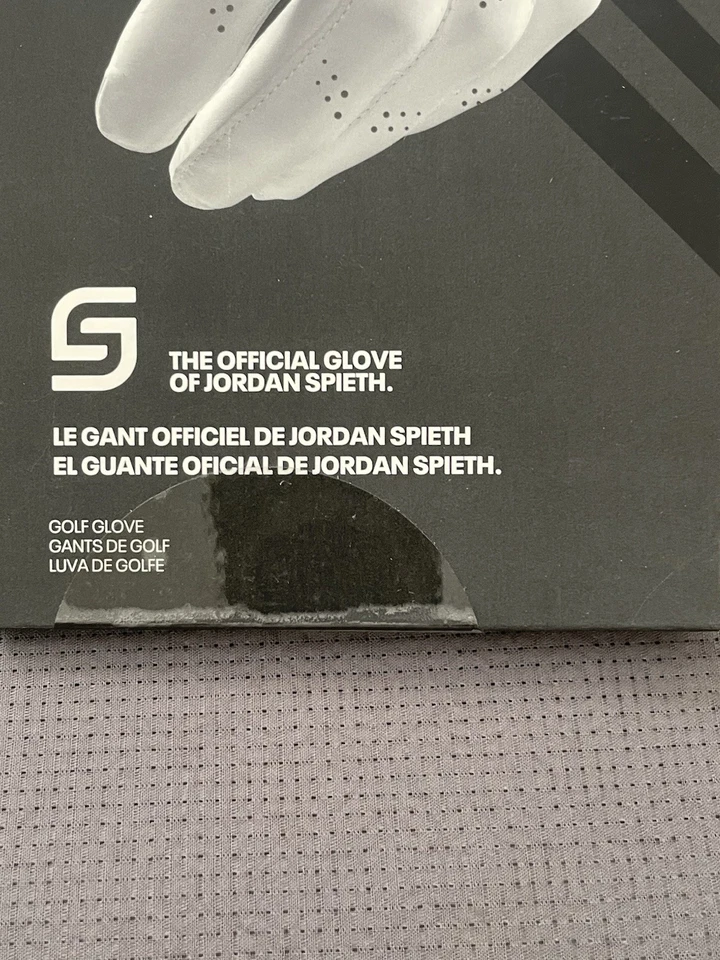 THE OFFICIAL GLOVE
OF JORDAN SPIETH.
LE GANT OFFICIEL DE JORDAN SPIETH
EL GUANTE OFICIAL DE JORDAN SPIETH.
GOLF GLOVE
GANTS DE GOLF
LUVA DE GOLFE